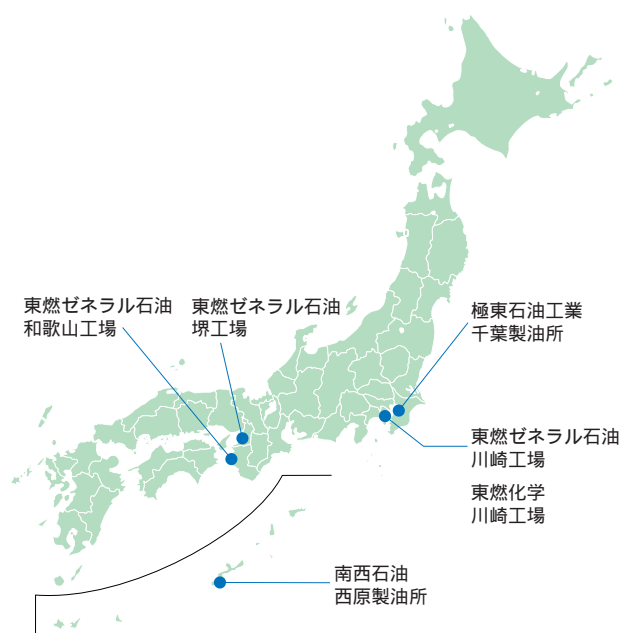 東燃ゼネラル石油
和歌山工場
東燃ゼネラル石油
堺工場
極東石油工業
千葉製油所
東燃ゼネラル石油
川崎工場
東燃化学
川崎工場
南西石油
西原製油所